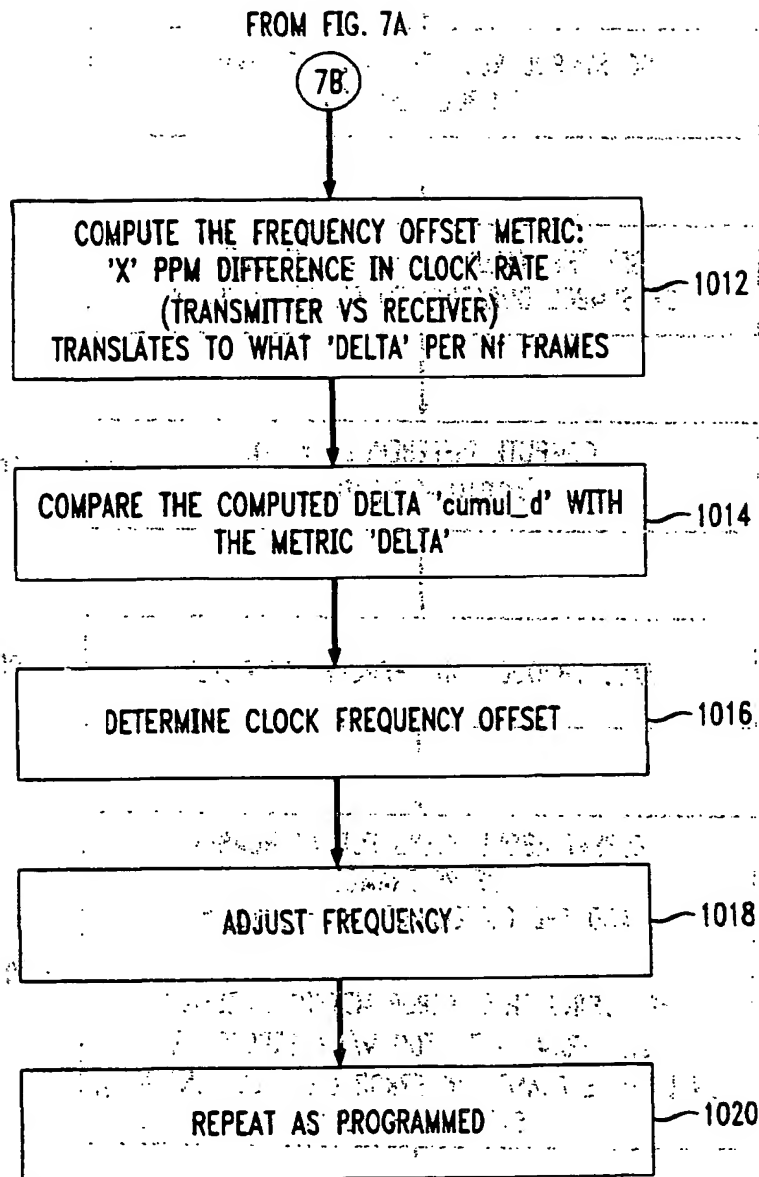 FROM FIG. 7A
7B
COMPUTE THE FREQUENCY OFFSET METRIC:
'X' PPM DIFFERENCE IN CLOCK RATE
(TRANSMITTER VS RECEIVER)
TRANSLATES TO WHAT 'DELTA' PER Nf FRAMES
1012
COMPARE THE COMPUTED DELTA 'cumul_d' WITH
THE METRIC 'DELTA'
1014
DETERMINE CLOCK FREQUENCY OFFSET
1016
ADJUST FREQUENCY
1018
REPEAT AS PROGRAMMED
1020